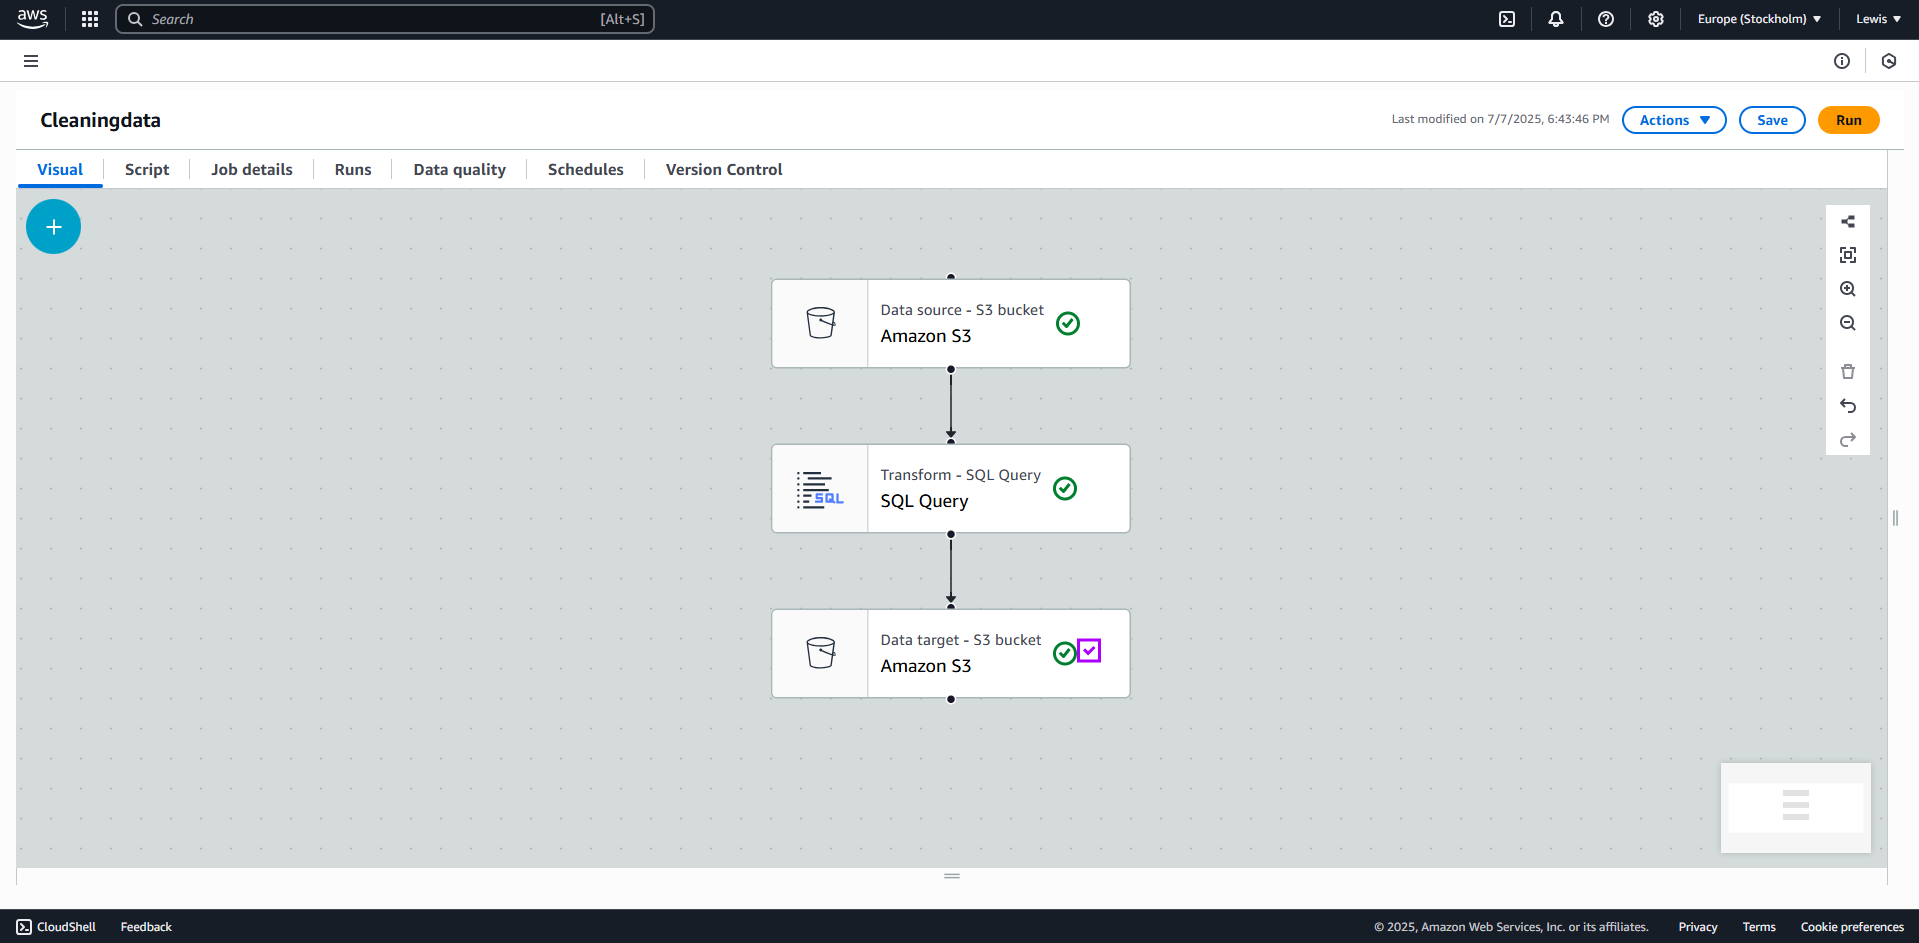 aws
Search [Alt+S]
Europe (Stockholm)
Lewis
Cleaningdata
Last modified on 7/7/2025, 6:43:46 PM
Actions
Save
Run
Visual
Script
Job details
Runs
Data quality
Schedules
Version Control
Data source - S3 bucket
Amazon S3
Transform - SQL Query
SQL
SQL Query
Data target - S3 bucket
Amazon S3
CloudShell
Feedback
© 2025, Amazon Web Services, Inc. or its affiliates.
Privacy
Terms
Cookie preferences